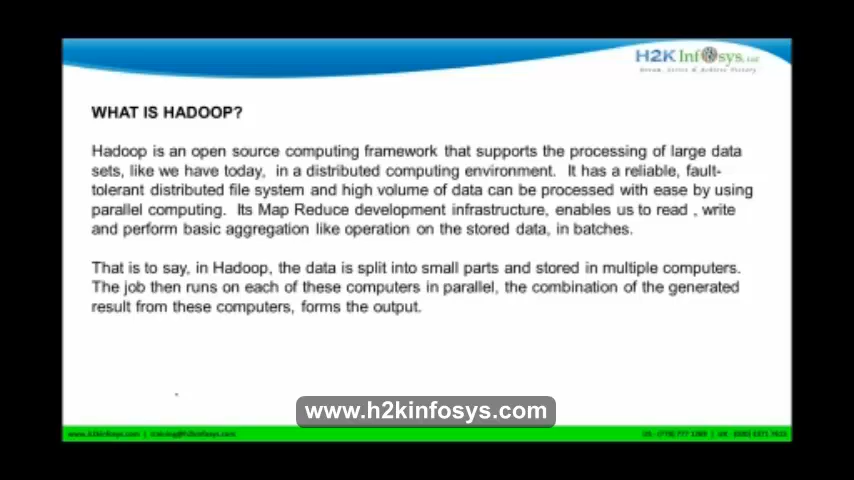 H2K Infosys, LLC
WHAT IS HADOOP?
Hadoop is an open source computing framework that supports the processing of large data
sets, like we have today, in a distributed computing environment. It has a reliable, fault-
tolerant distributed file system and high volume of data can be processed with ease by using
parallel computing. Its Map Reduce development infrastructure, enables us to read , write
and perform basic aggregation like operation on the stored data, in batches.
That is to say, in Hadoop, the data is split into small parts and stored in multiple computers.
The job then runs on each of these computers in parallel, the combination of the generated
result from these computers, forms the output.
www.h2kinfosys.com
www.h2kinfosys.com |